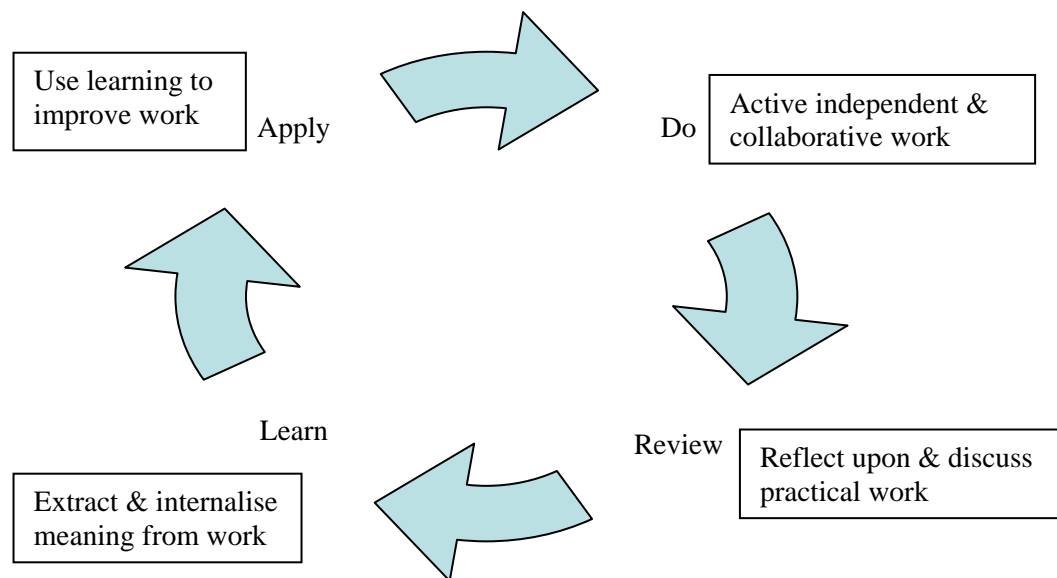 Use learning to
improve work
Apply
Do
Active independent &
collaborative work
Learn
Review
Reflect upon & discuss
practical work
Extract & internalise
meaning from work